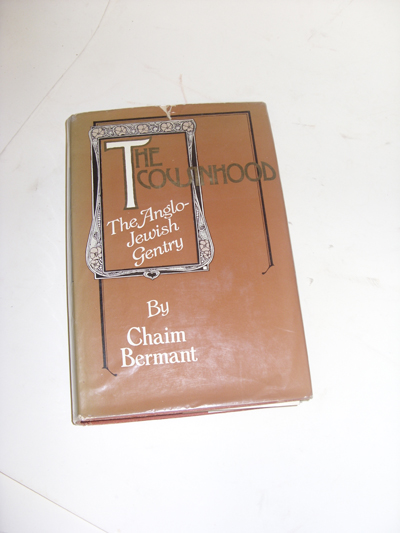 THE
COUSINHOOD
The Anglo-
Jewish
Gentry
By
Chaim
Bermant